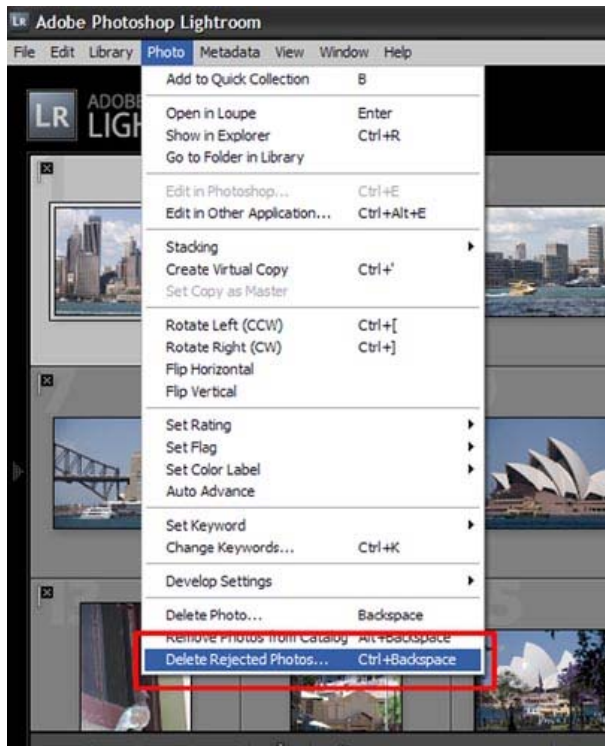 LR Adobe Photoshop Lightroom
File Edit Library Photo Metadata View Window Help
Add to Quick Collection B
LR ADOBE
LIGH
Open in Loupe Enter
Show in Explorer Ctrl+R
Go to Folder in Library
Edit in Photoshop... Ctrl+E
Edit in Other Application... Ctrl+Alt+E
Stacking
Create Virtual Copy Ctrl+'
Set Copy as Master
Rotate Left (CCW) Ctrl+[
Rotate Right (CW) Ctrl+]
Flip Horizontal
Flip Vertical
Set Rating
Set Flag
Set Color Label
Auto Advance
Set Keyword
Change Keywords... Ctrl+K
Develop Settings
Delete Photo... Backspace
Remove Photos from Catalog Alt+Backspace
Delete Rejected Photos... Ctrl+Backspace